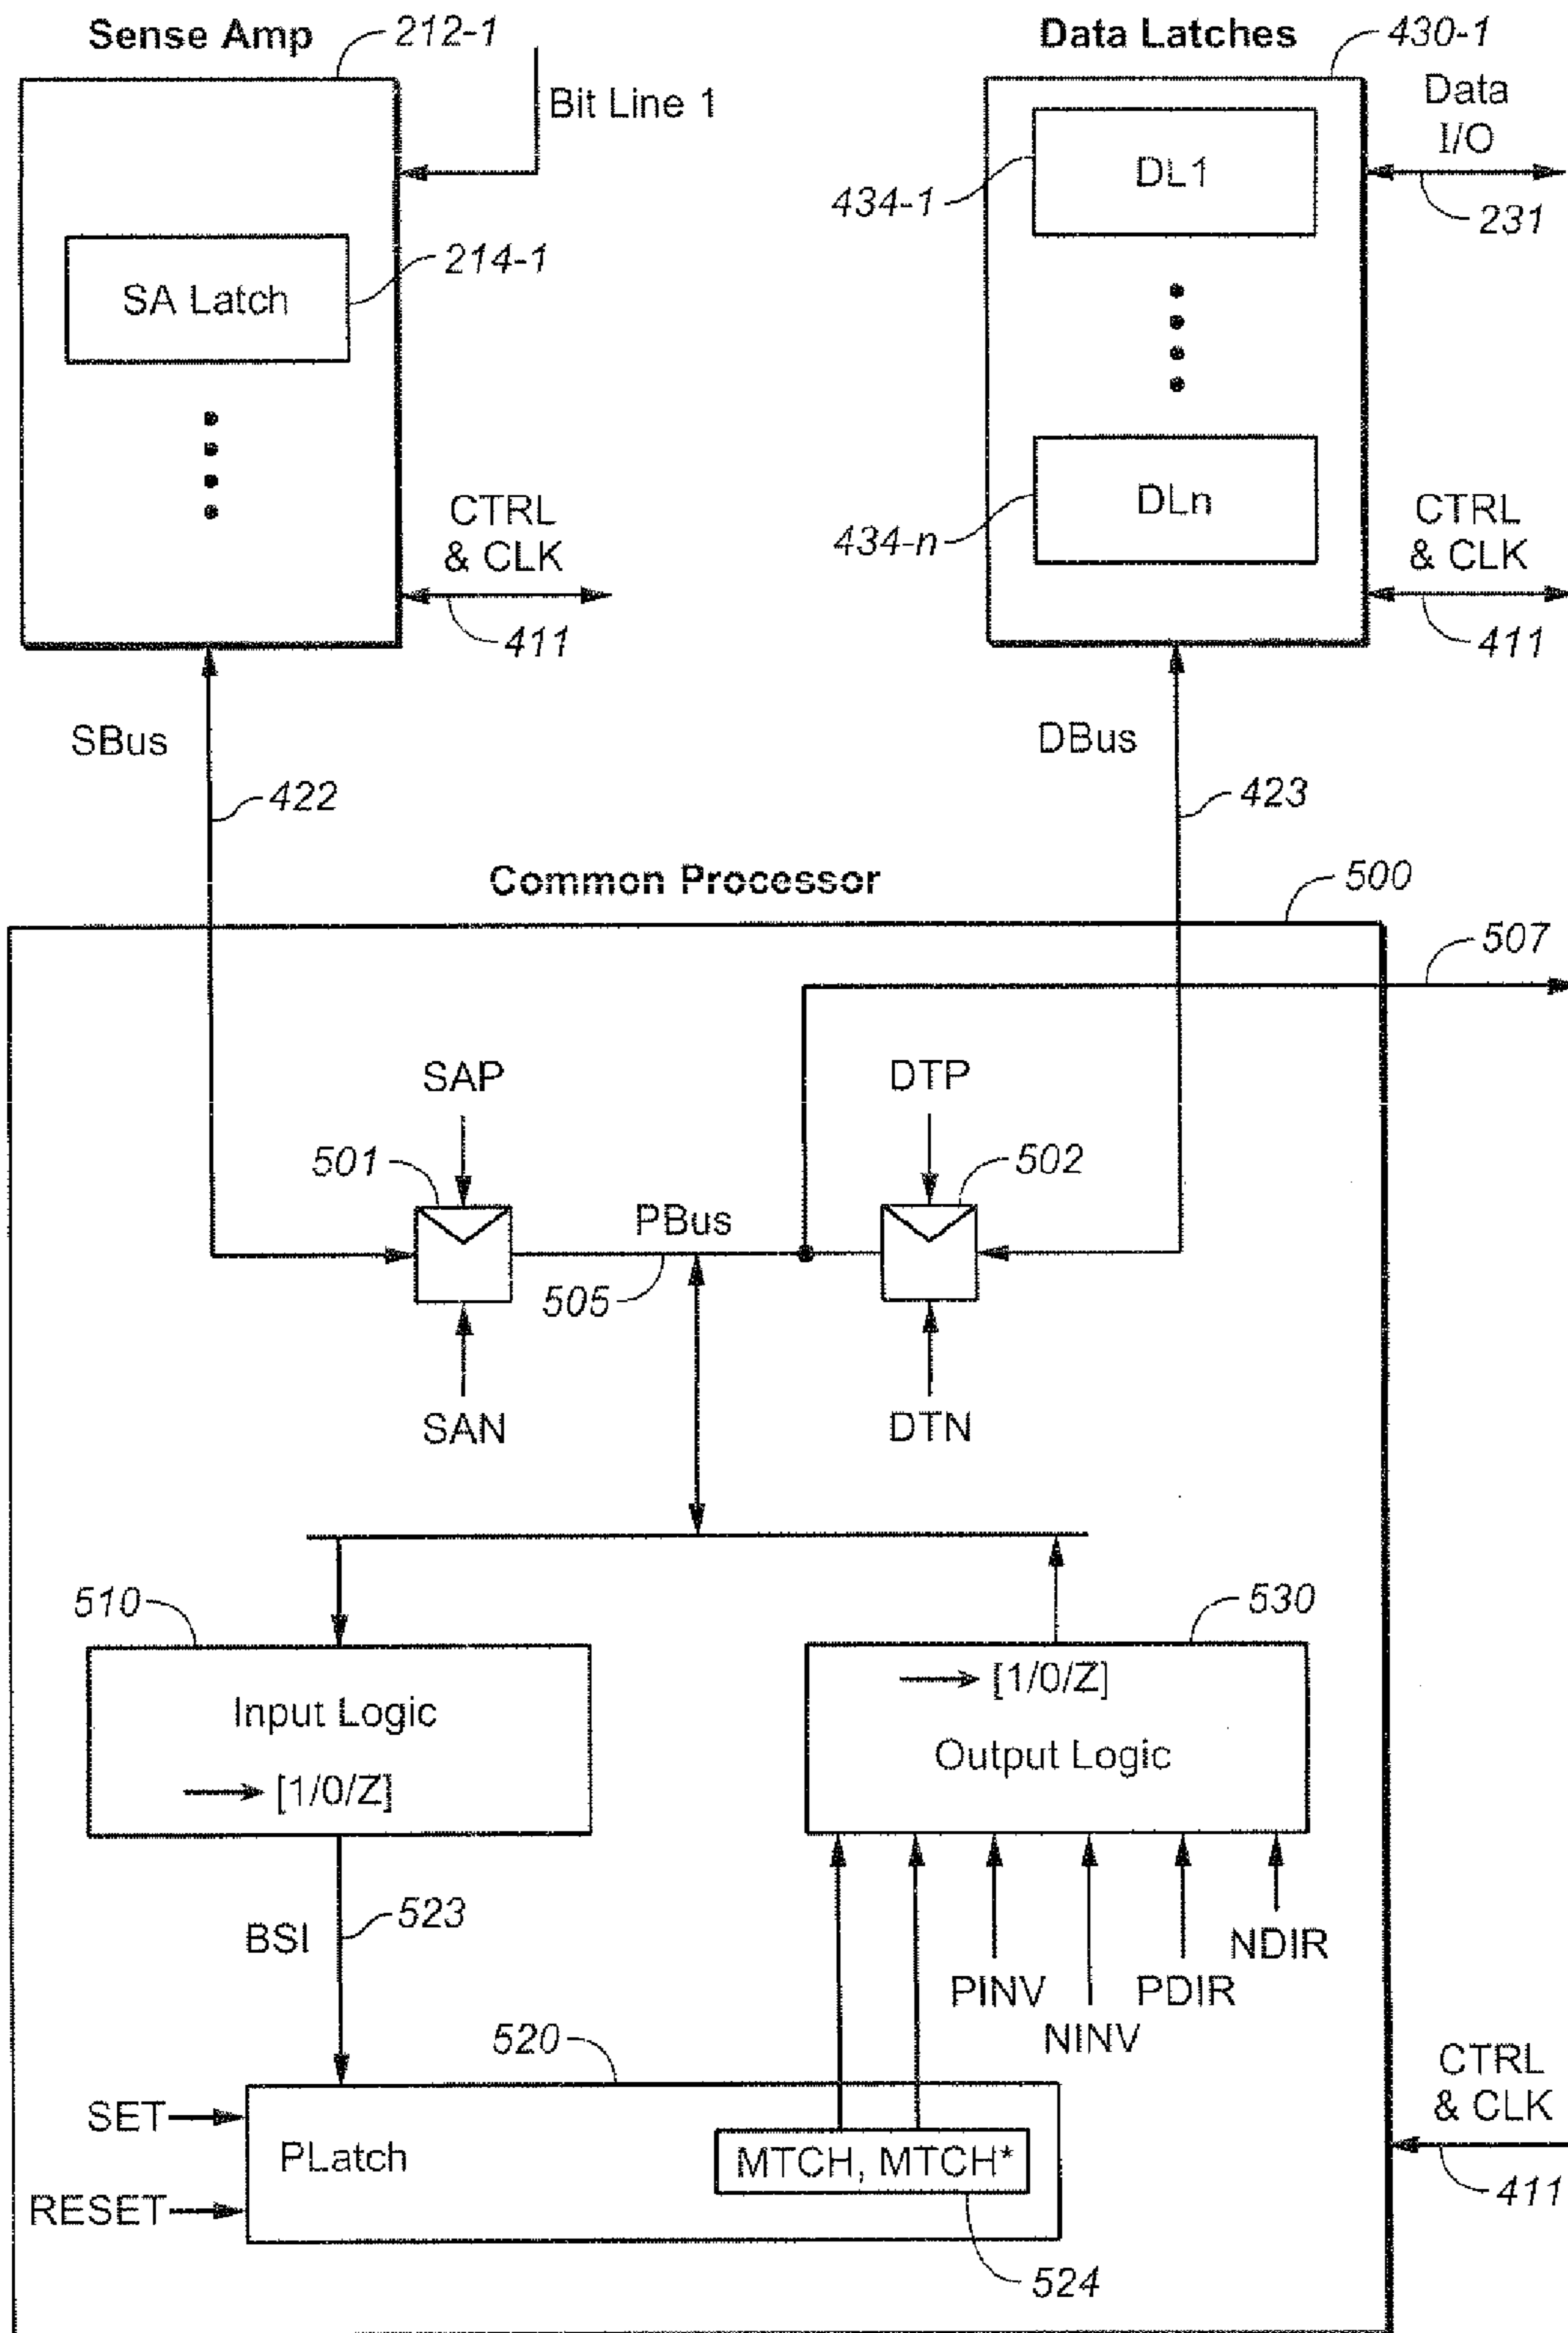 Sense Amp
212-1
Data Latches
430-1
Bit Line 1
Data
I/O
DL1
434-1
231
214-1
SA Latch
DLn
434-n
CTRL
& CLK
411
CTRL
& CLK
411
SBus
DBus
422
423
Common Processor
500
507
SAP
DTP
501
502
PBus
505
SAN
DTN
510
530
Input Logic
[1/0/Z]
[1/0/Z]
Output Logic
BSI
523
NDIR
PINV
PDIR
NINV
520
CTRL
& CLK
411
SET
PLatch
MTCH, MTCH*
RESET
524